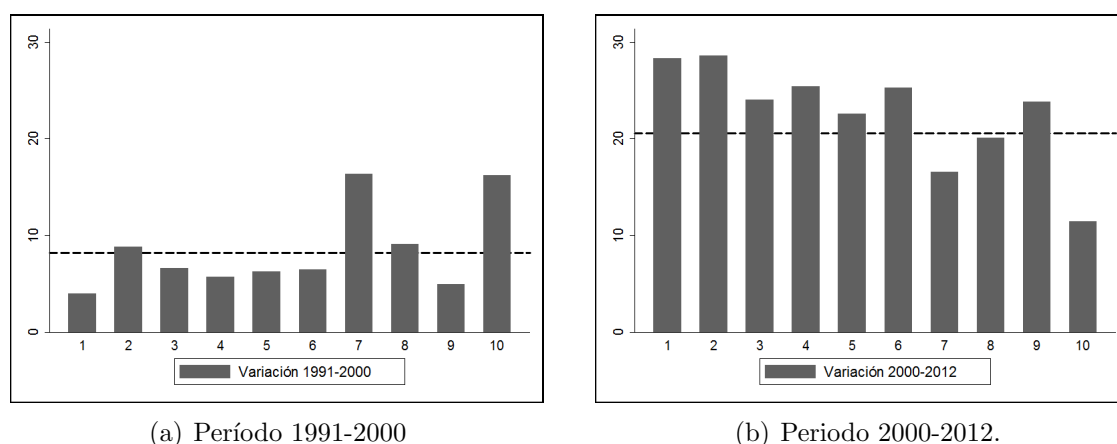 30
20
10
0
1 2 3 4 5 6 7 8 9 10
Variación 1991-2000
(a) Período 1991-2000
30
20
10
0
1 2 3 4 5 6 7 8 9 10
Variación 2000-2012
(b) Periodo 2000-2012.